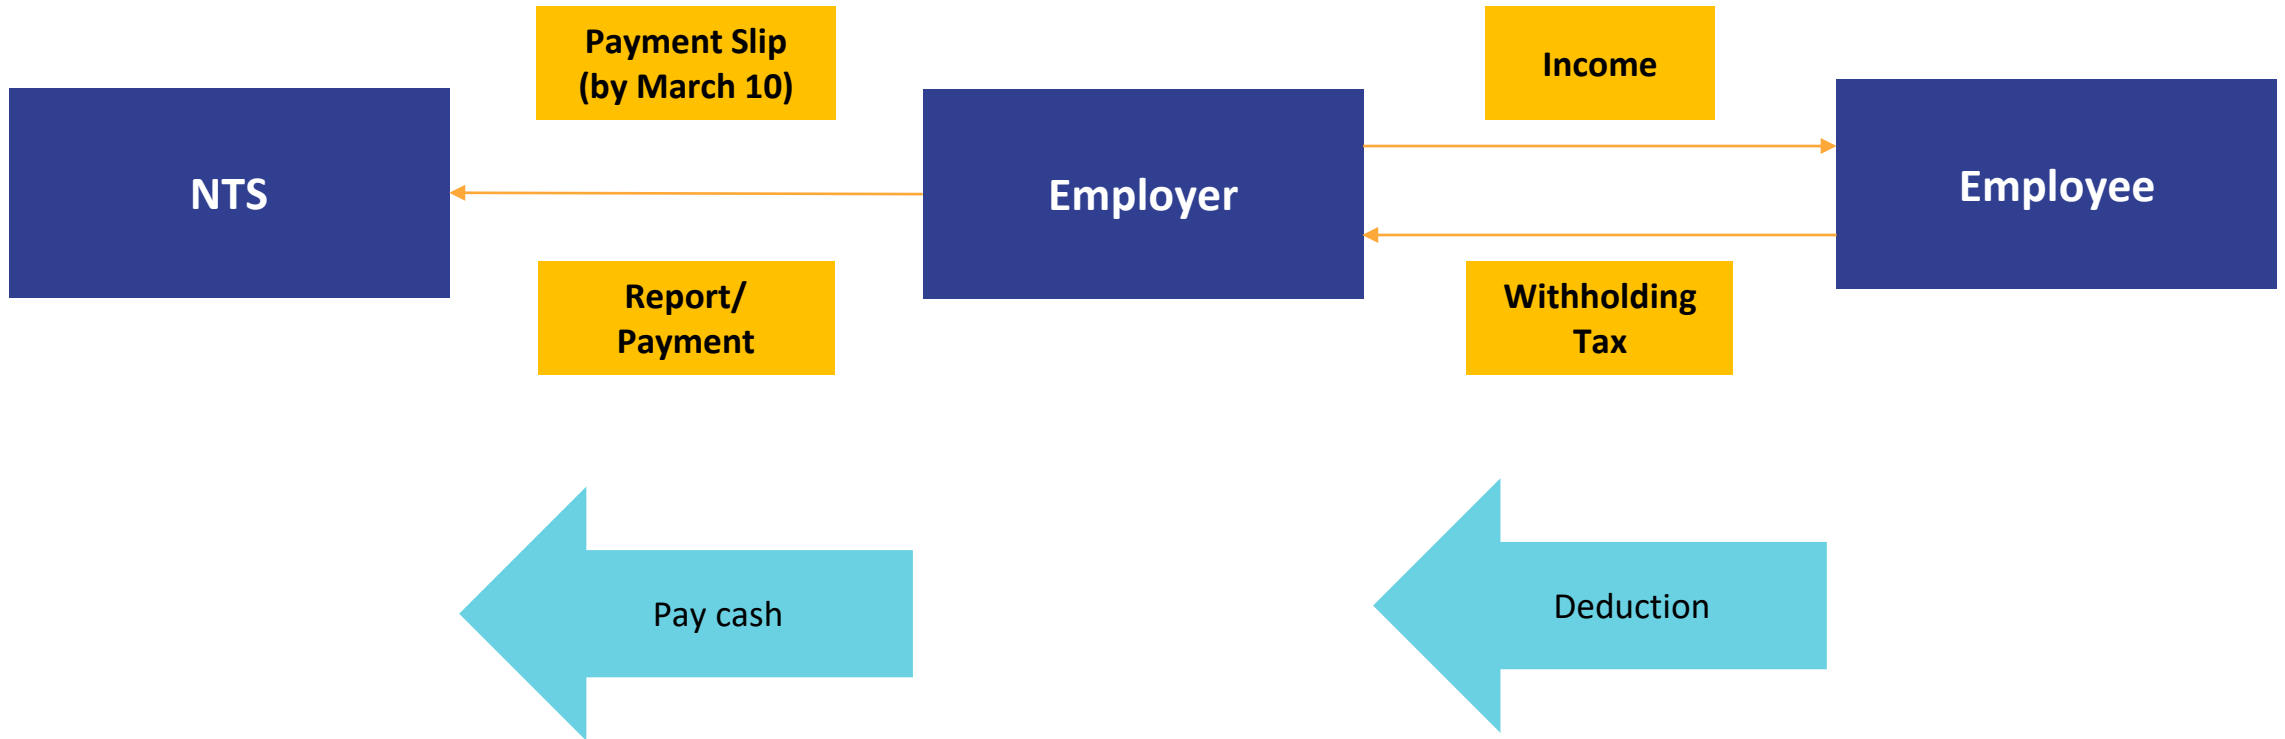 Payment Slip
(by March 10)
Income
NTS
Employer
Employee
Report/
Payment
Withholding
Tax
Pay cash
Deduction